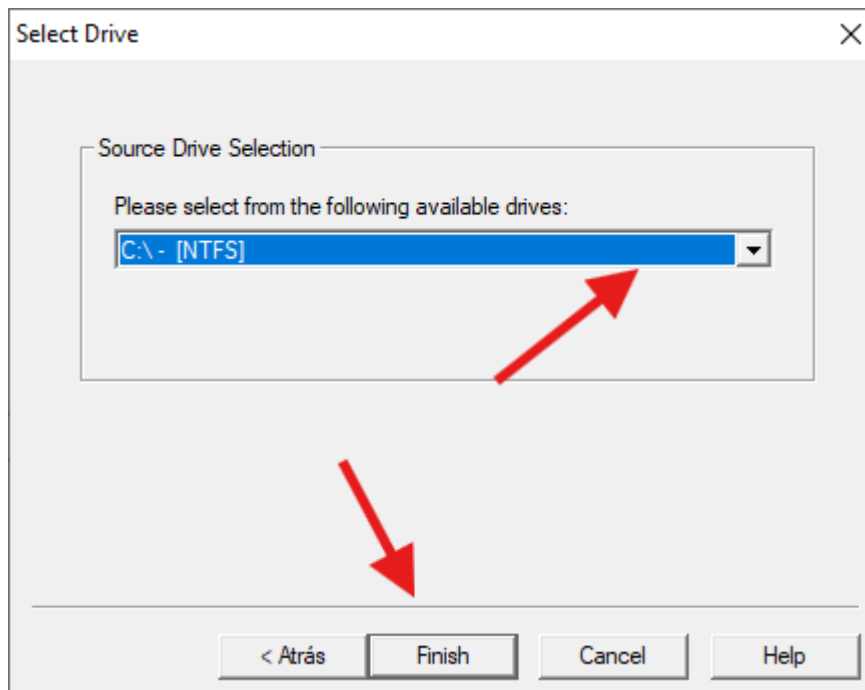 Select Drive
Source Drive Selection
Please select from the following available drives:
C:\ - [NTFS]
< Atrás Finish Cancel Help